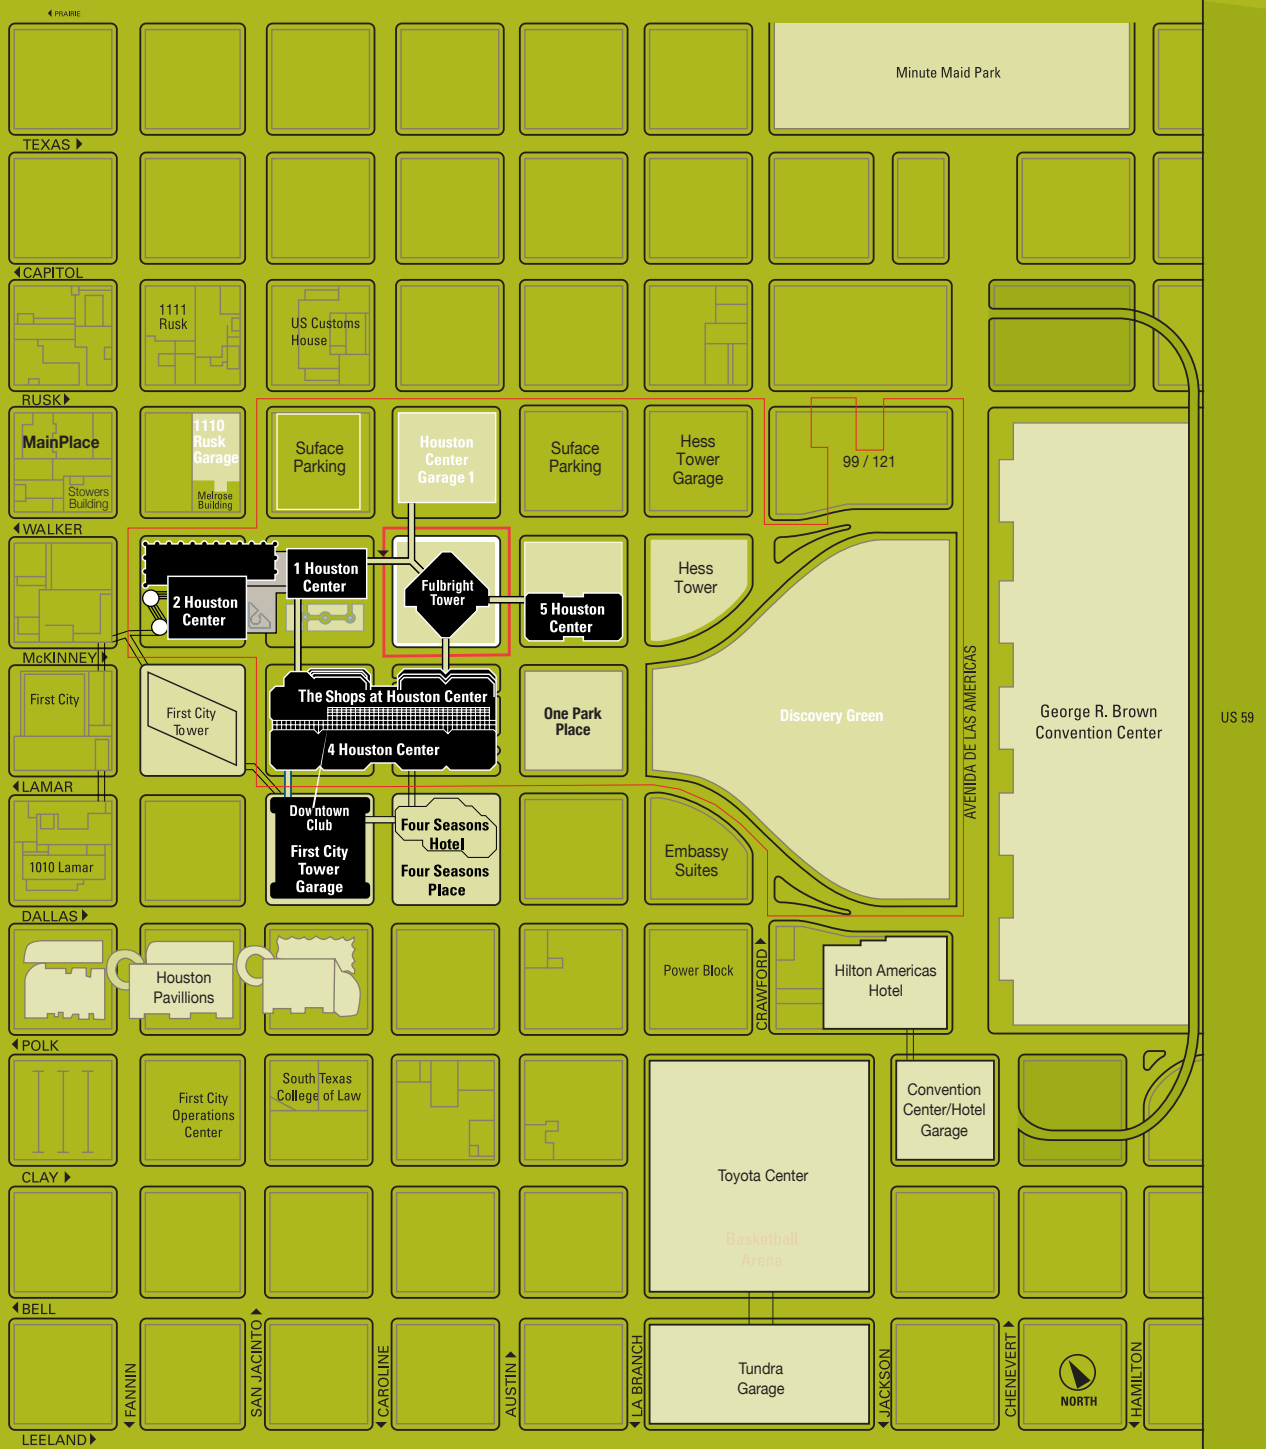 PRAIRIE
Minute Maid Park
TEXAS
CAPITOL
1111
Rusk
US Customs
House
RUSK
MainPlace
Stowers
Building
1110
Rusk
Garage
Melrose
Building
Suface
Parking
Houston
Center
Garage 1
Suface
Parking
Hess
Tower
Garage
99 / 121
WALKER
2 Houston
Center
1 Houston
Center
Fulbright
Tower
5 Houston
Center
Hess
Tower
McKINNEY
First City
First City
Tower
The Shops at Houston Center
4 Houston Center
One Park
Place
Discovery Green
AVENIDA DE LAS AMERICAS
George R. Brown
Convention Center
US 59
LAMAR
1010 Lamar
Downtown
Club
First City
Tower
Garage
Four Seasons
Hotel
Four Seasons
Place
Embassy
Suites
DALLAS
Houston
Pavillions
Power Block
CRAWFORD
Hilton Americas
Hotel
POLK
First City
Operations
Center
South Texas
College of Law
Toyota Center
Basketball
Arena
Convention
Center/Hotel
Garage
CLAY
BELL
FANNIN
SAN JACINTO
CAROLINE
AUSTIN
LA BRANCH
Tundra
Garage
JACKSON
CHENEVERT
NORTH
HAMILTON
LEELAND